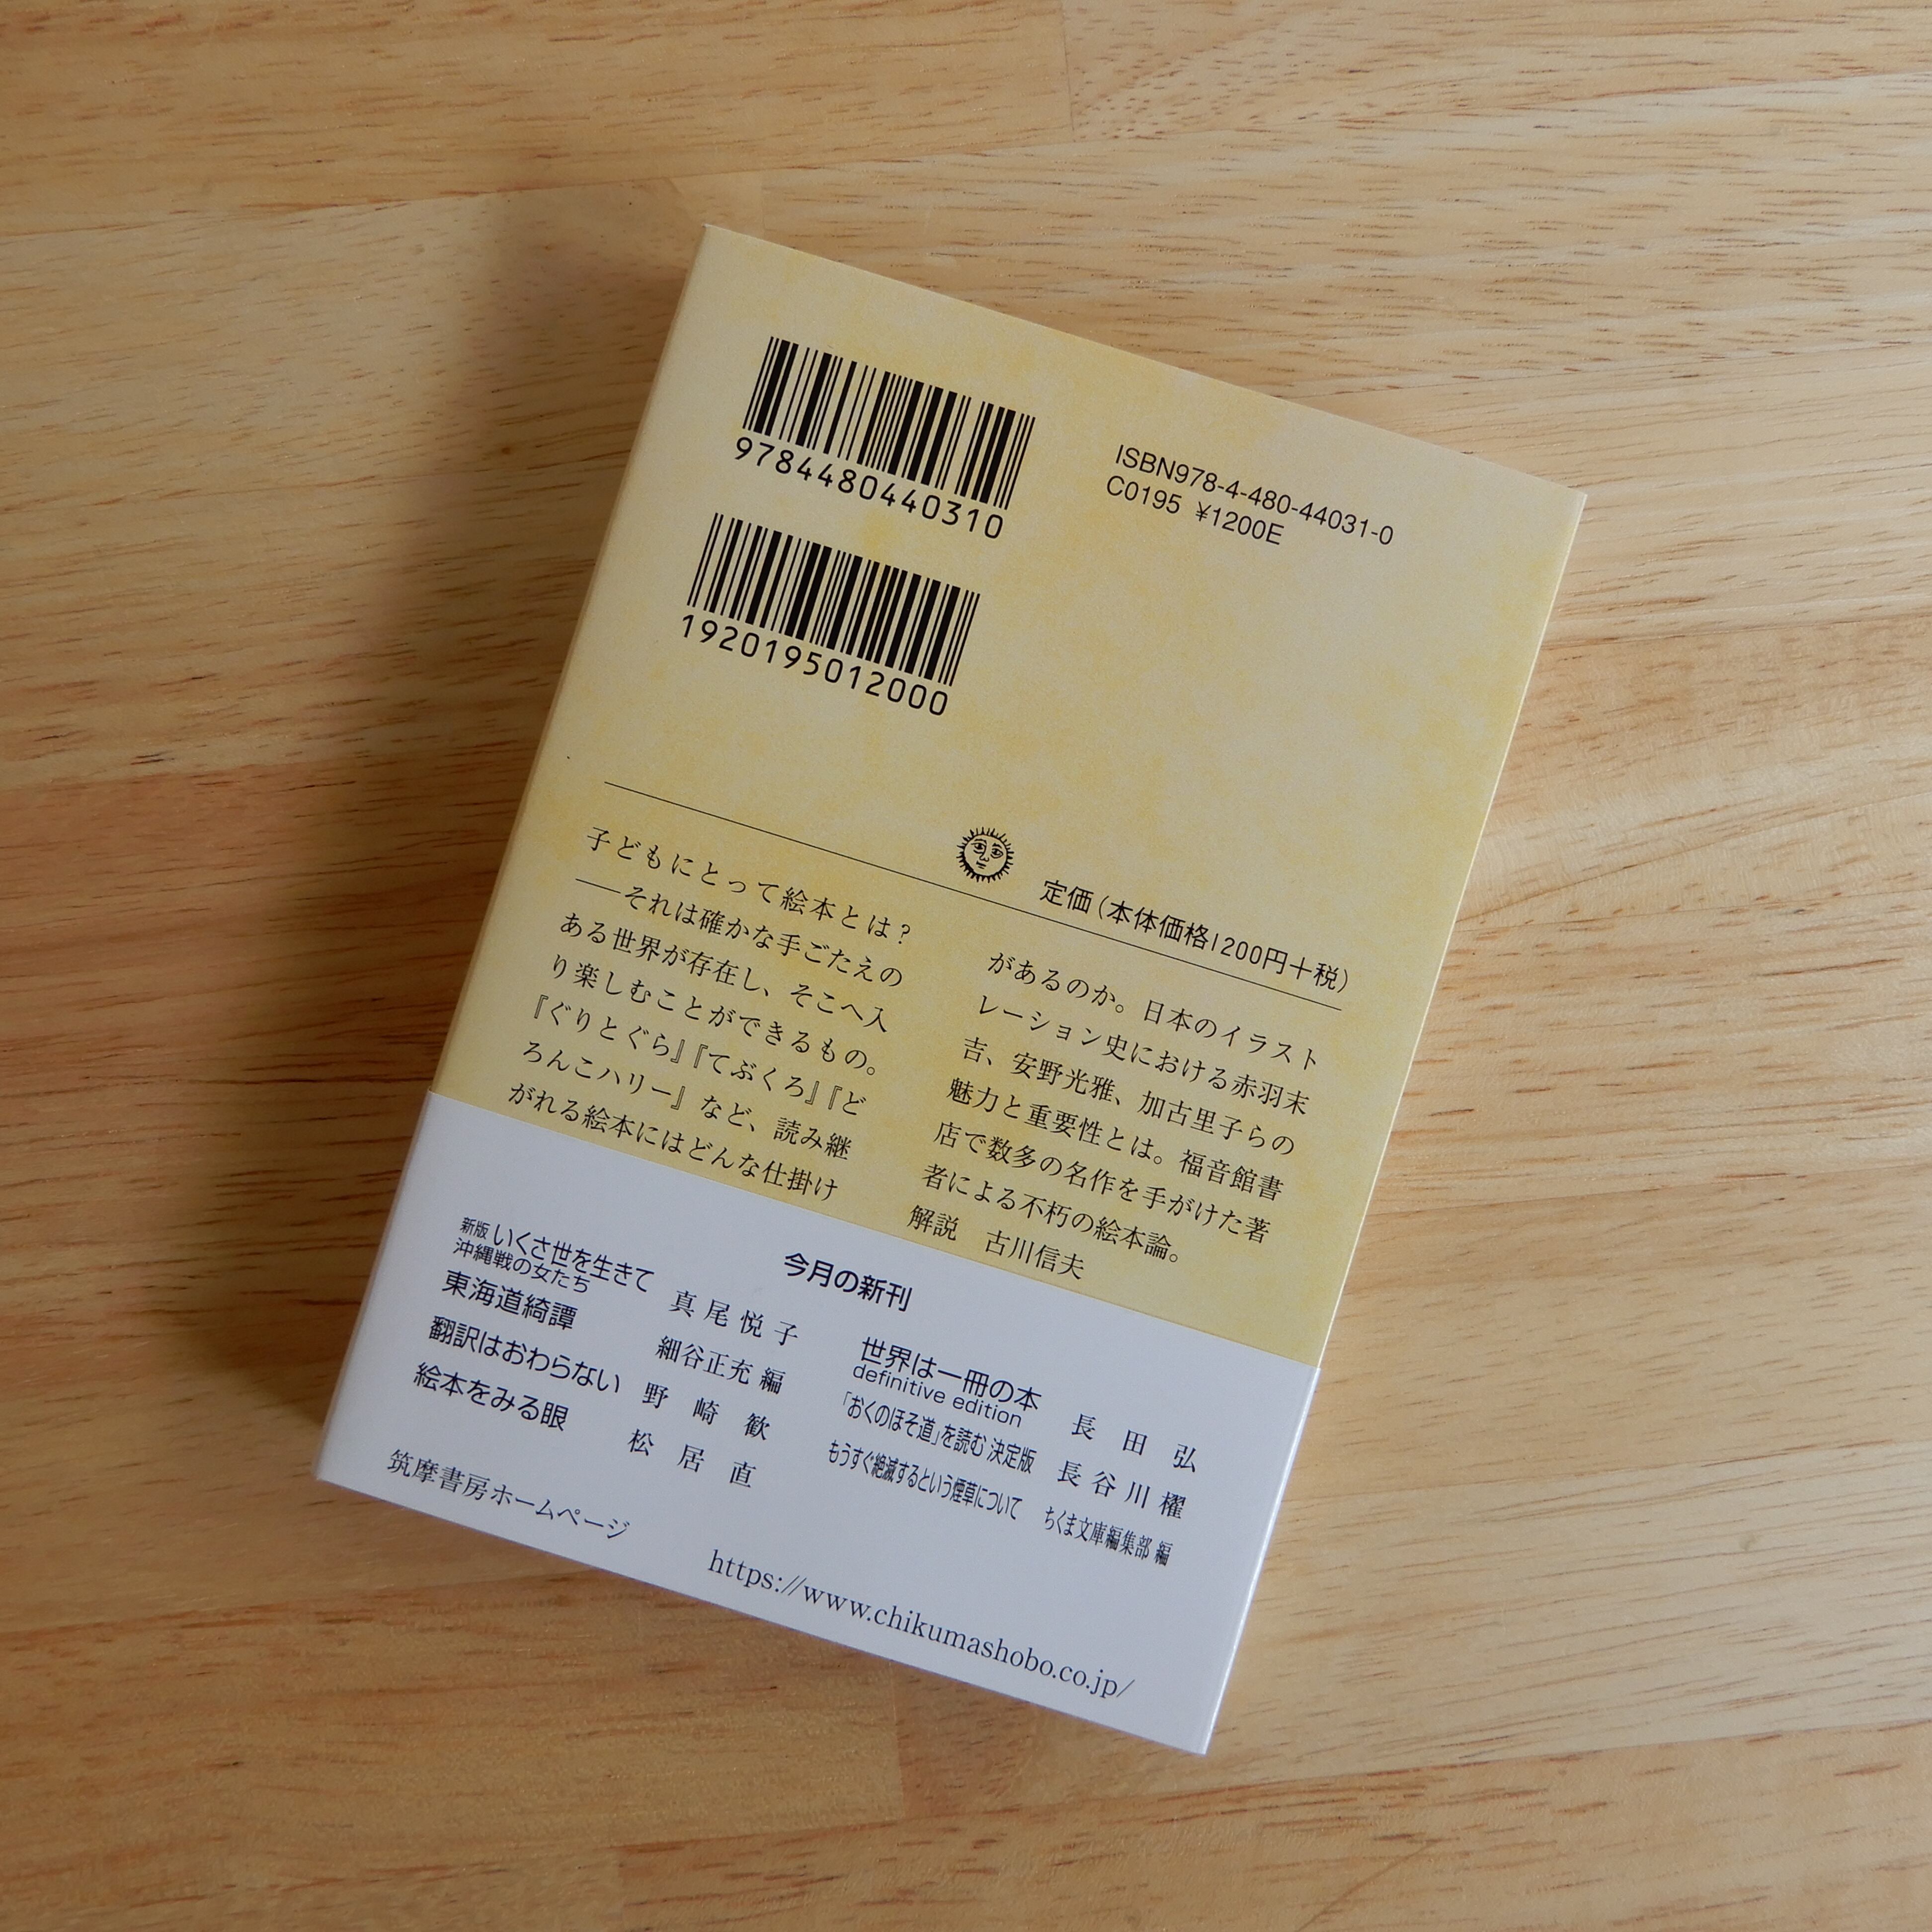 9784480440310
ISBN978-4-480-44031-0
C0195 ¥1200E
1920195012000
定価(本体価格1200円+税)
子どもにとって絵本とは?
──それは確かな手ごたえの
ある世界が存在し、そこへ入
り楽しむことができるもの。
『ぐりとぐら』『てぶくろ』『ど
ろんこハリー』など、読み継
がれる絵本にはどんな仕掛け
があるのか。日本のイラスト
レーション史における赤羽末
吉、安野光雅、加古里子らの
魅力と重要性とは。福音館書
店で数多の名作を手がけた著
者による不朽の絵本論。
解説 古川信夫
今月の新刊
新版 いくさ世を生きて
沖縄戦の女たち 真尾悦子
東海道綺譚 細谷正充 編
翻訳はおわらない 野崎歓
絵本をみる眼 松居直
世界は一冊の本
definitive edition 長田弘
「おくのほそ道」を読む 決定版 長谷川櫂
もうすぐ絶滅するという煙草について ちくま文庫編集部 編
筑摩書房ホームページ
https://www.chikumashobo.co.jp/